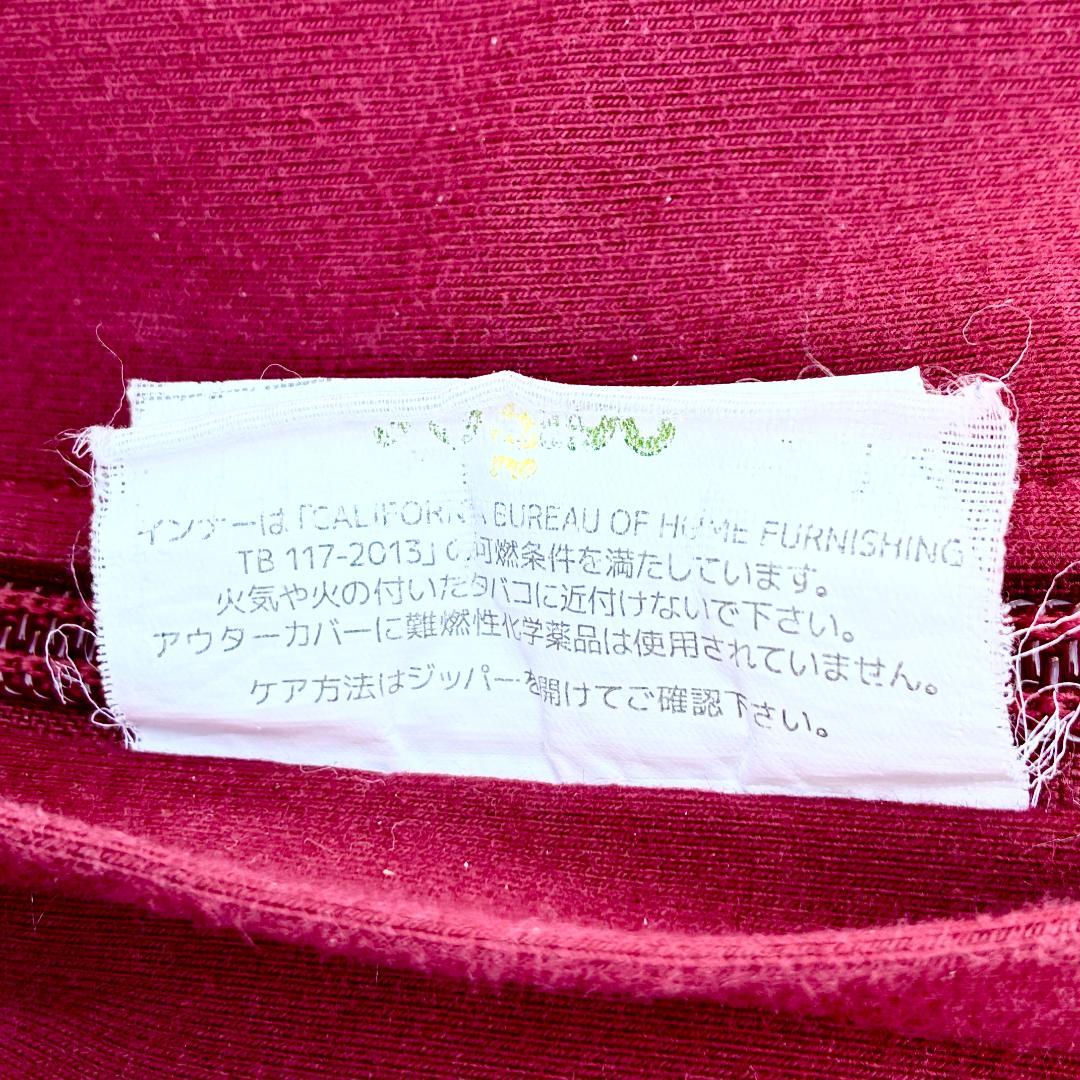 インナーは「CALIFORNIA BUREAU OF HOME FURNISHING
TB 117-2013」の可燃条件を満たしています。
火気や火の付いたタバコに近付けないで下さい。
アウターカバーに難燃性化学薬品は使用されていません。
ケア方法はジッパーを開けてご確認下さい。